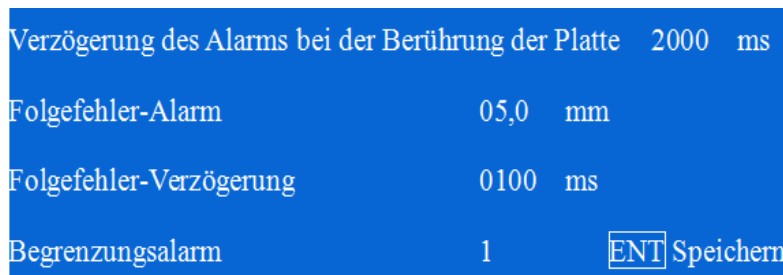 Verzögerung des Alarms bei der Berührung der Platte 2000 ms
Folgefehler-Alarm 05,0 mm
Folgefehler-Verzögerung 0100 ms
Begrenzungsalarm 1 ENT Speichern